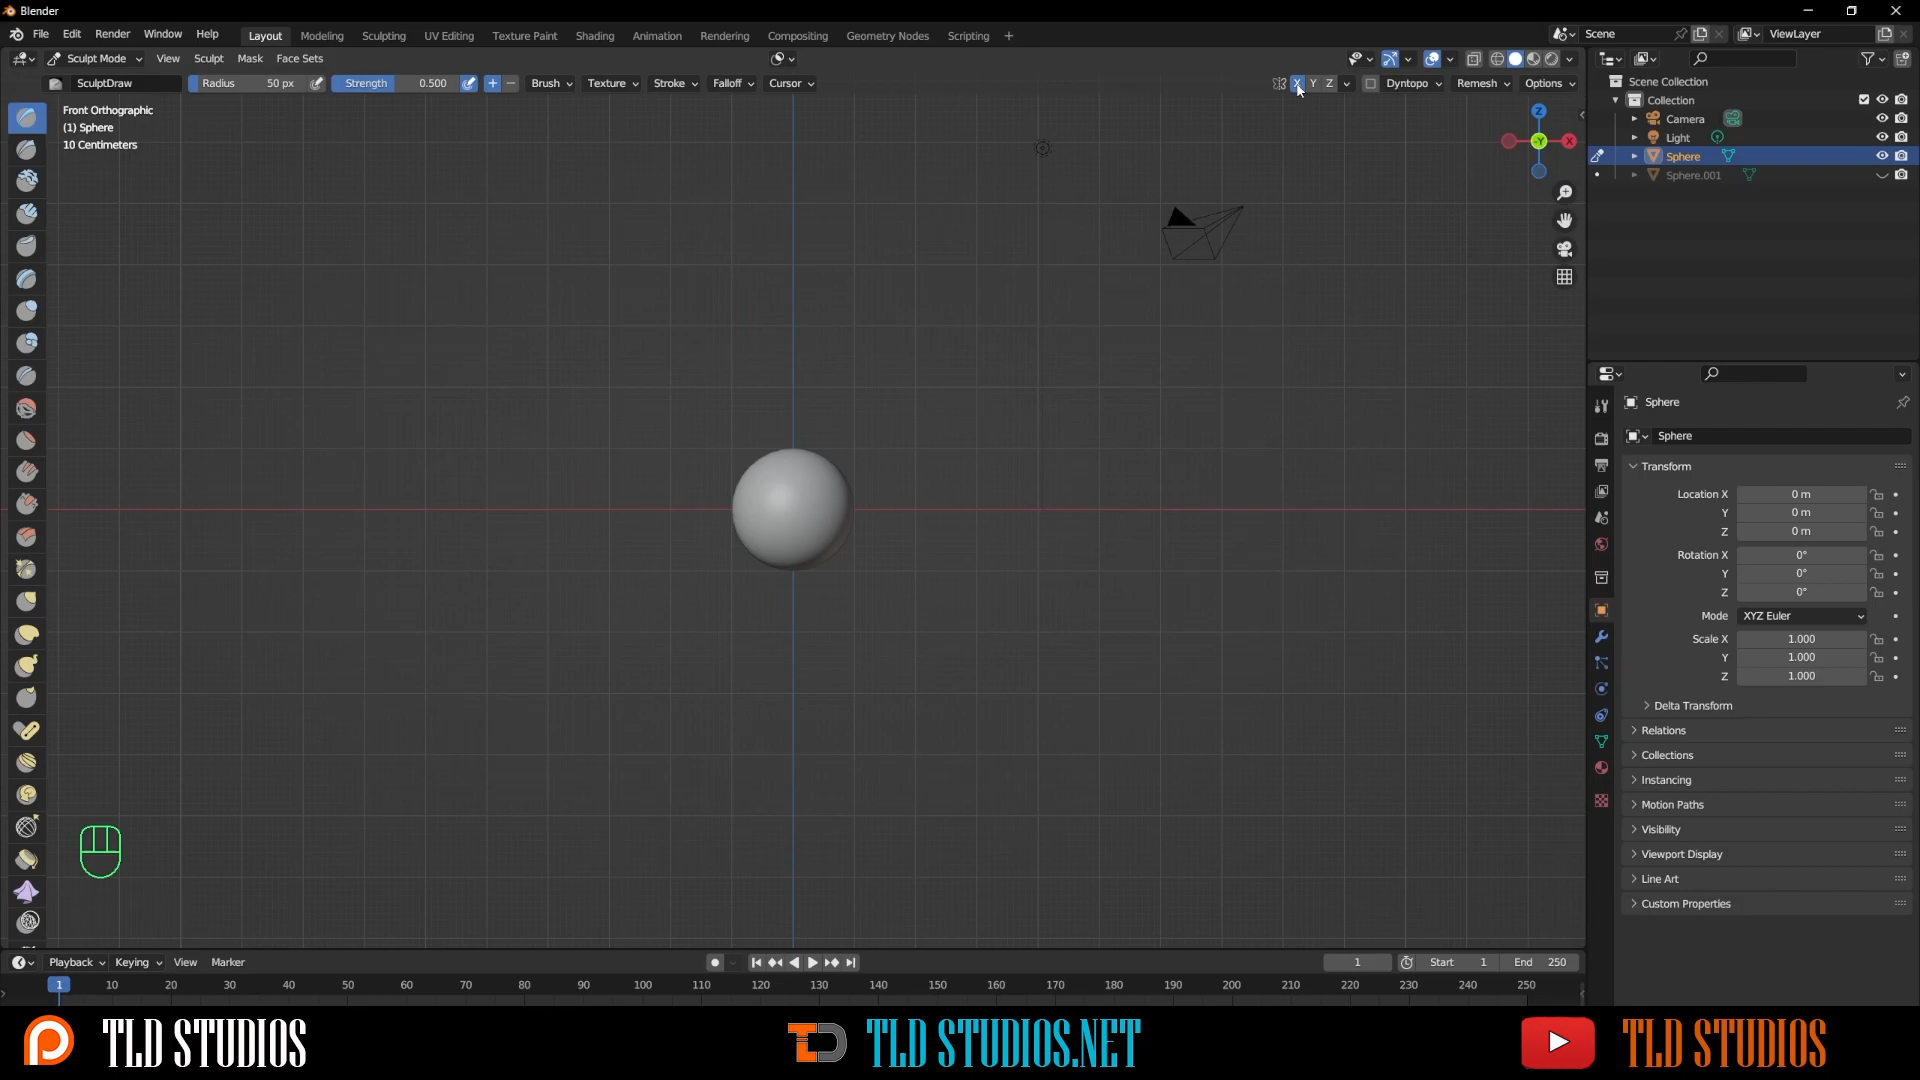 Blender
File Edit Render Window Help Layout Modeling Sculpting UV Editing Texture Paint Shading Animation Rendering Compositing Geometry Nodes Scripting + Scene ViewLayer
Sculpt Mode View Sculpt Mask Face Sets
SculptDraw Radius 50 px Strength 0.500 Brush Texture Stroke Falloff Cursor X Y Z Dyntopo Remesh Options
Front Orthographic
(1) Sphere
10 Centimeters
Z
Y
X
Scene Collection
Collection
Camera
Light
Sphere
Sphere.001
Sphere
Sphere
Transform
Location X 0 m
Y 0 m
Z 0 m
Rotation X 0°
Y 0°
Z 0°
Mode XYZ Euler
Scale X 1.000
Y 1.000
Z 1.000
Delta Transform
Relations
Collections
Instancing
Motion Paths
Visibility
Viewport Display
Line Art
Custom Properties
Playback Keying View Marker 1 Start 1 End 250
1 10 20 30 40 50 60 70 80 90 100 110 120 130 140 150 160 170 180 190 200 210 220 230 240 250
TLD STUDIOS TLD STUDIOS.NET TLD STUDIOS